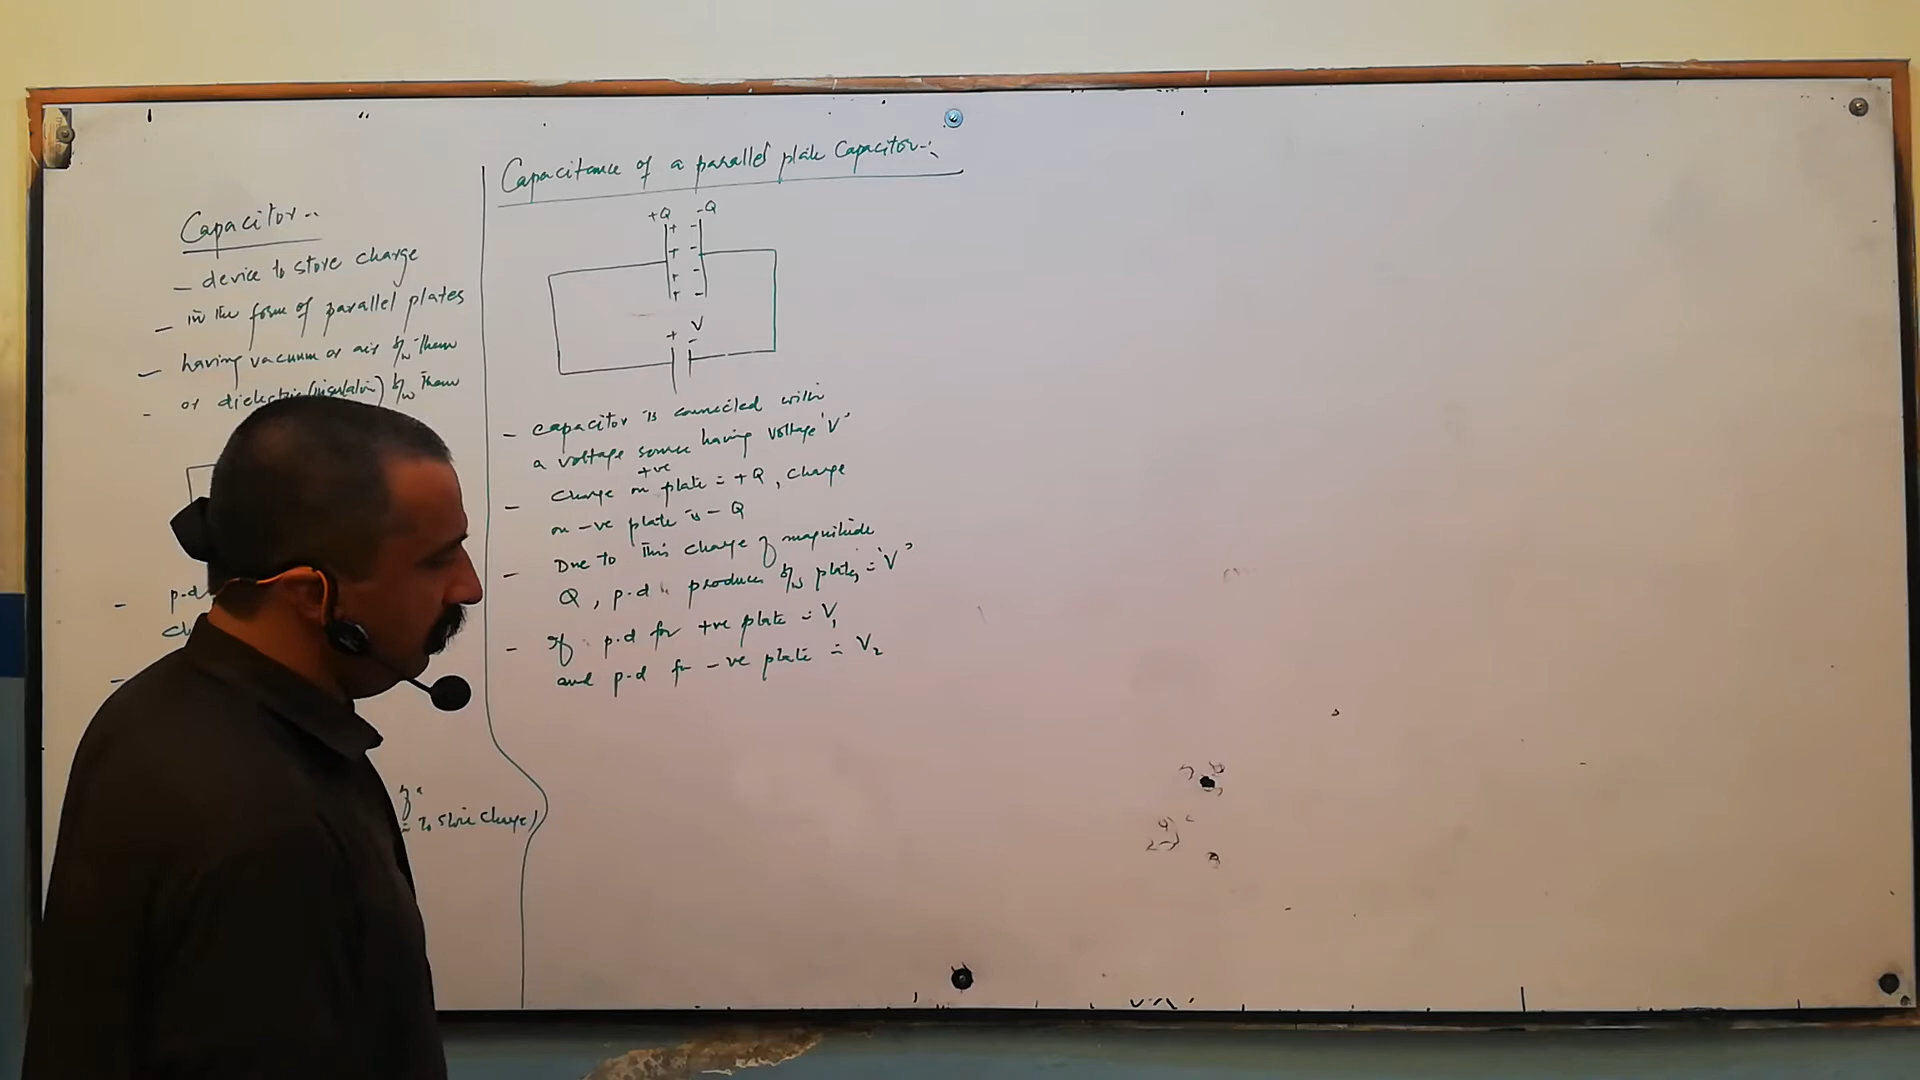 Capacitor:-
- device to store charge
- in the form of parallel plates
- having vacuum or air b/w them
- or dielectric (insulator) b/w them
p.d
to store charge)
Capacitance of a parallel plate Capacitor:-
+Q -Q
+ -
+ -
+ -
+ -
V
+ -
- capacitor is connected with
a voltage source having voltage 'V'
+ve
- charge on plate = +Q, charge
on -ve plate is -Q
- Due to this charge of magnitude
Q, p.d produces b/w plates = 'V'
- If p.d for +ve plate = V₁
and p.d for -ve plate = V₂